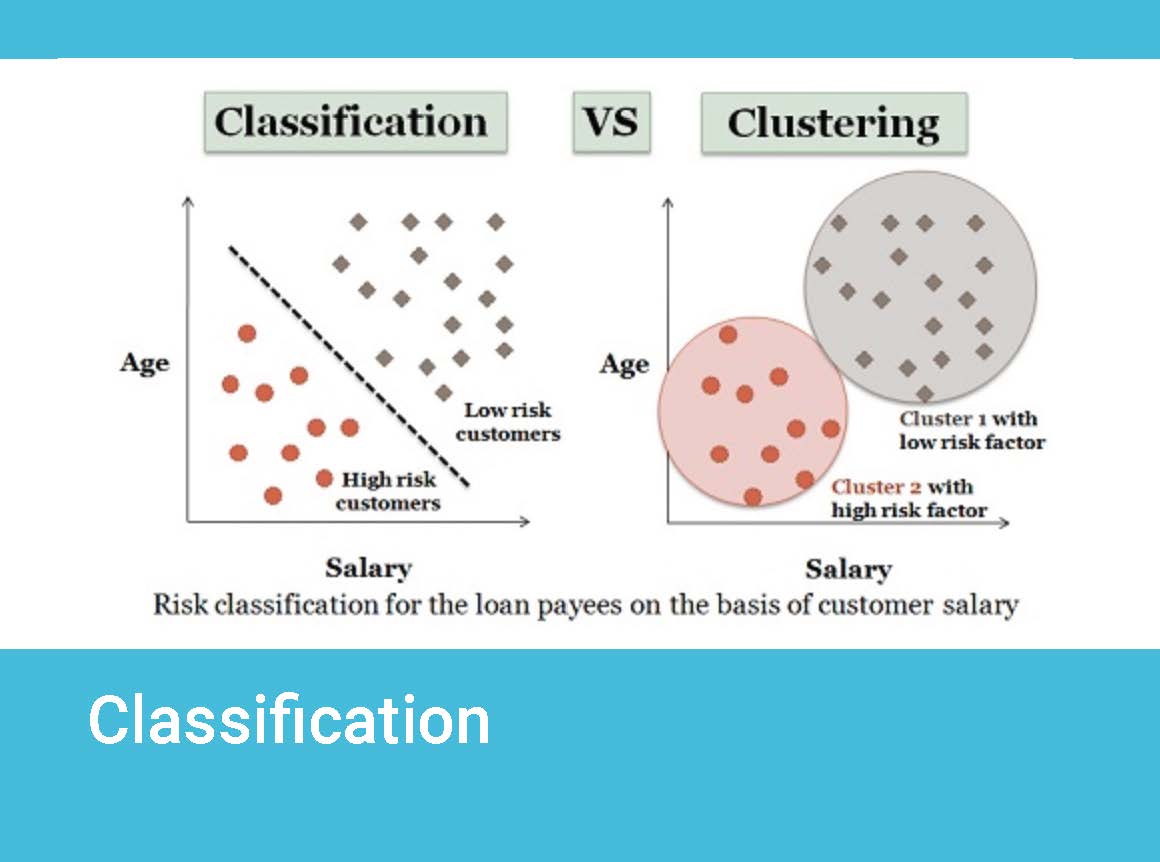 Classification
VS
Clustering
Age
Low risk
customers
High risk
customers
Salary
Age
Cluster 1 with
low risk factor
Cluster 2 with
high risk factor
Salary
Risk classification for the loan payees on the basis of customer salary
Classification